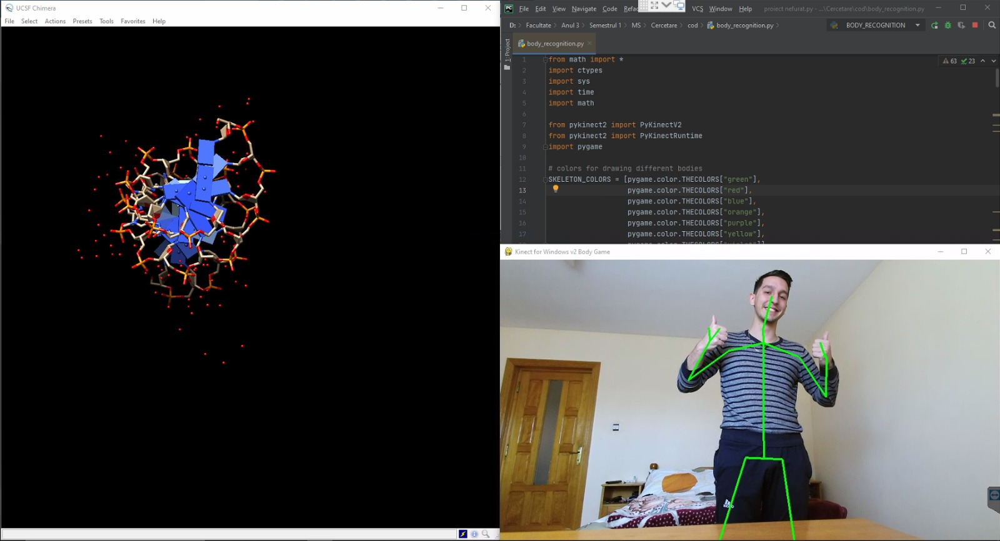 UCSF Chimera
File Select Actions Presets Tools Favorites Help
File Edit View Navigate Code VCS Window Help proiect nefurat.py - ...\Cercetare\cod\body_recognition.py
D: Facultate Anul 3 Semestrul 1 MS Cercetare cod body_recognition.py BODY_RECOGNITION
1: Project
body_recognition.py
63 23
1 from math import *
2 import ctypes
3 import sys
4 import time
5 import math
6
7 from pykinect2 import PyKinectV2
8 from pykinect2 import PyKinectRuntime
9 import pygame
10
11 # colors for drawing different bodies
12 SKELETON_COLORS = [pygame.color.THECOLORS["green"],
13 pygame.color.THECOLORS["red"],
14 pygame.color.THECOLORS["blue"],
15 pygame.color.THECOLORS["orange"],
16 pygame.color.THECOLORS["purple"],
17 pygame.color.THECOLORS["yellow"],
Kinect for Windows v2 Body Game